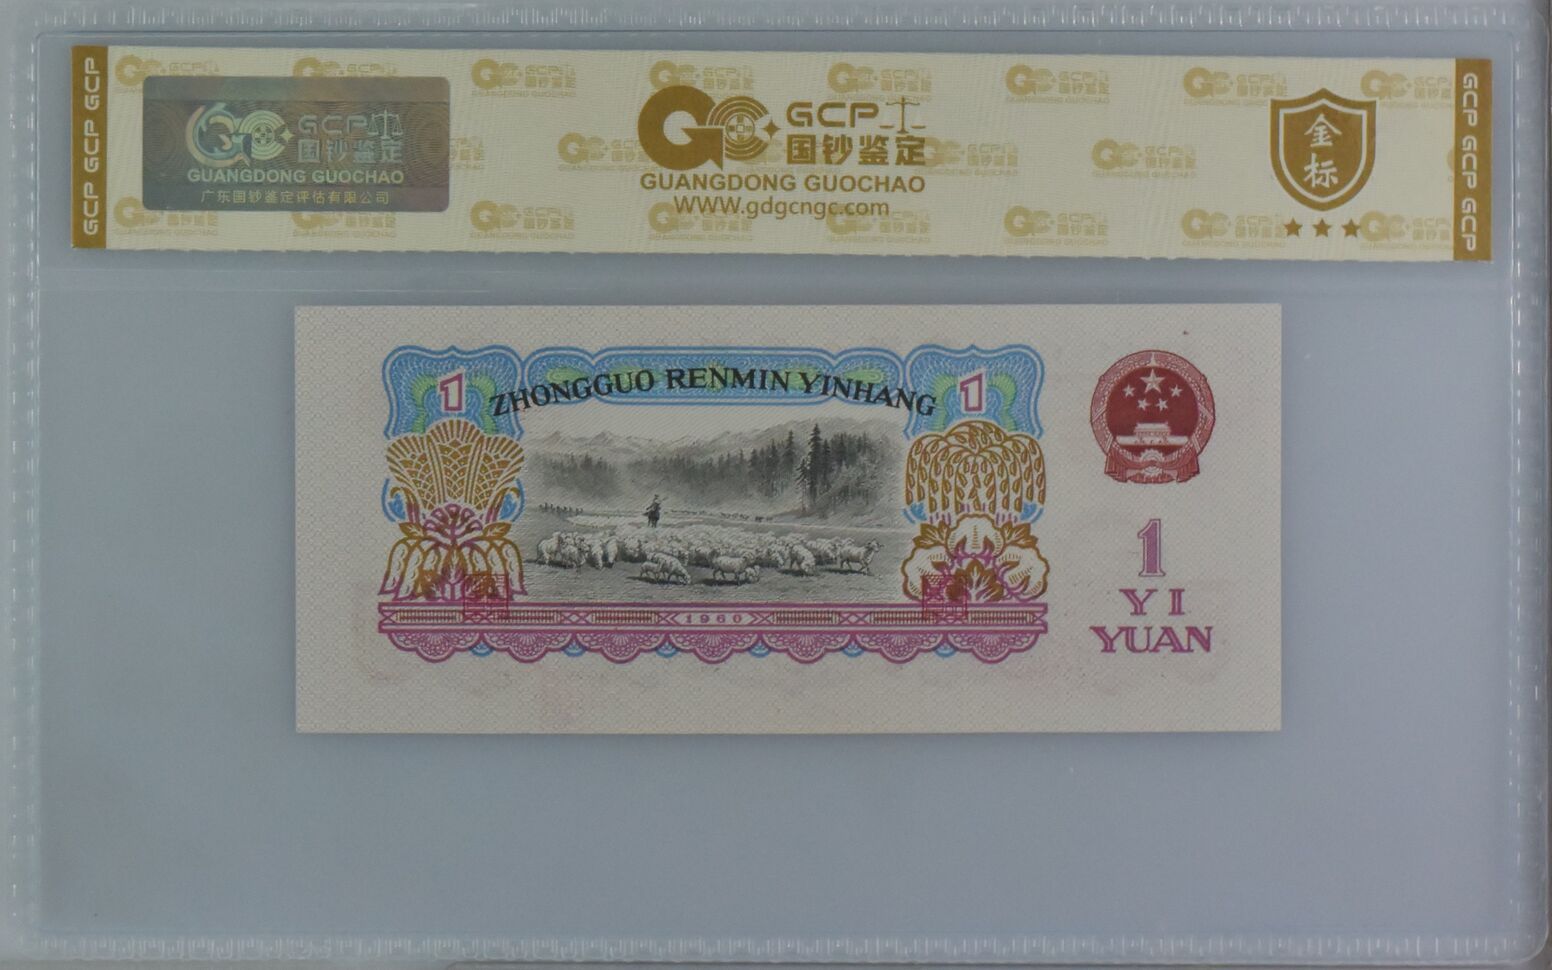 GCP GCP
GCP
国钞鉴定
GUANGDONG GUOCHAO
广东国钞鉴定评估有限公司
GCP
国钞鉴定
GUANGDONG GUOCHAO
WWW.gdgcngc.com
金标
GCP GCP GCP
1 ZHONGGUO RENMIN YINHANG 1
1
YI
YUAN
1960